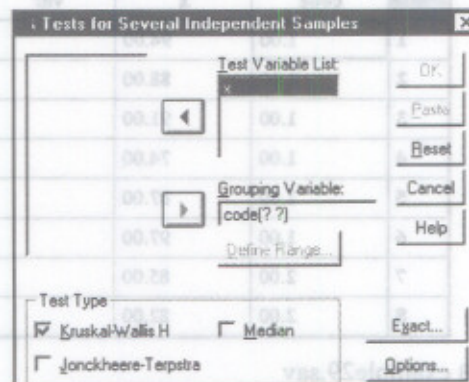 Tests for Several Independent Samples
Test Variable List:
x
OK
Paste
Reset
Cancel
Help
Grouping Variable:
code(? ?)
Define Range...
Test Type
Kruskal-Wallis H
Median
Jonckheere-Terpstra
Exact...
Options...